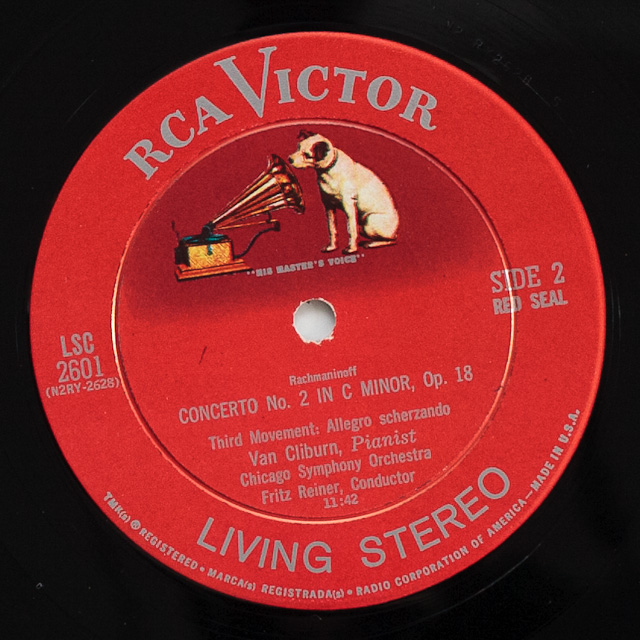 RCA VICTOR
"HIS MASTER'S VOICE"
SIDE 2
RED SEAL
LSC
2601
(N2RY-2628)
Rachmaninoff
CONCERTO No. 2 IN C MINOR, Op. 18
Third Movement: Allegro scherzando
Van Cliburn, Pianist
Chicago Symphony Orchestra
Fritz Reiner, Conductor
11:42
LIVING STEREO
TMK(s) ® REGISTERED • MARCA(s) REGISTRADA(s) • RADIO CORPORATION OF AMERICA—MADE IN U.S.A.